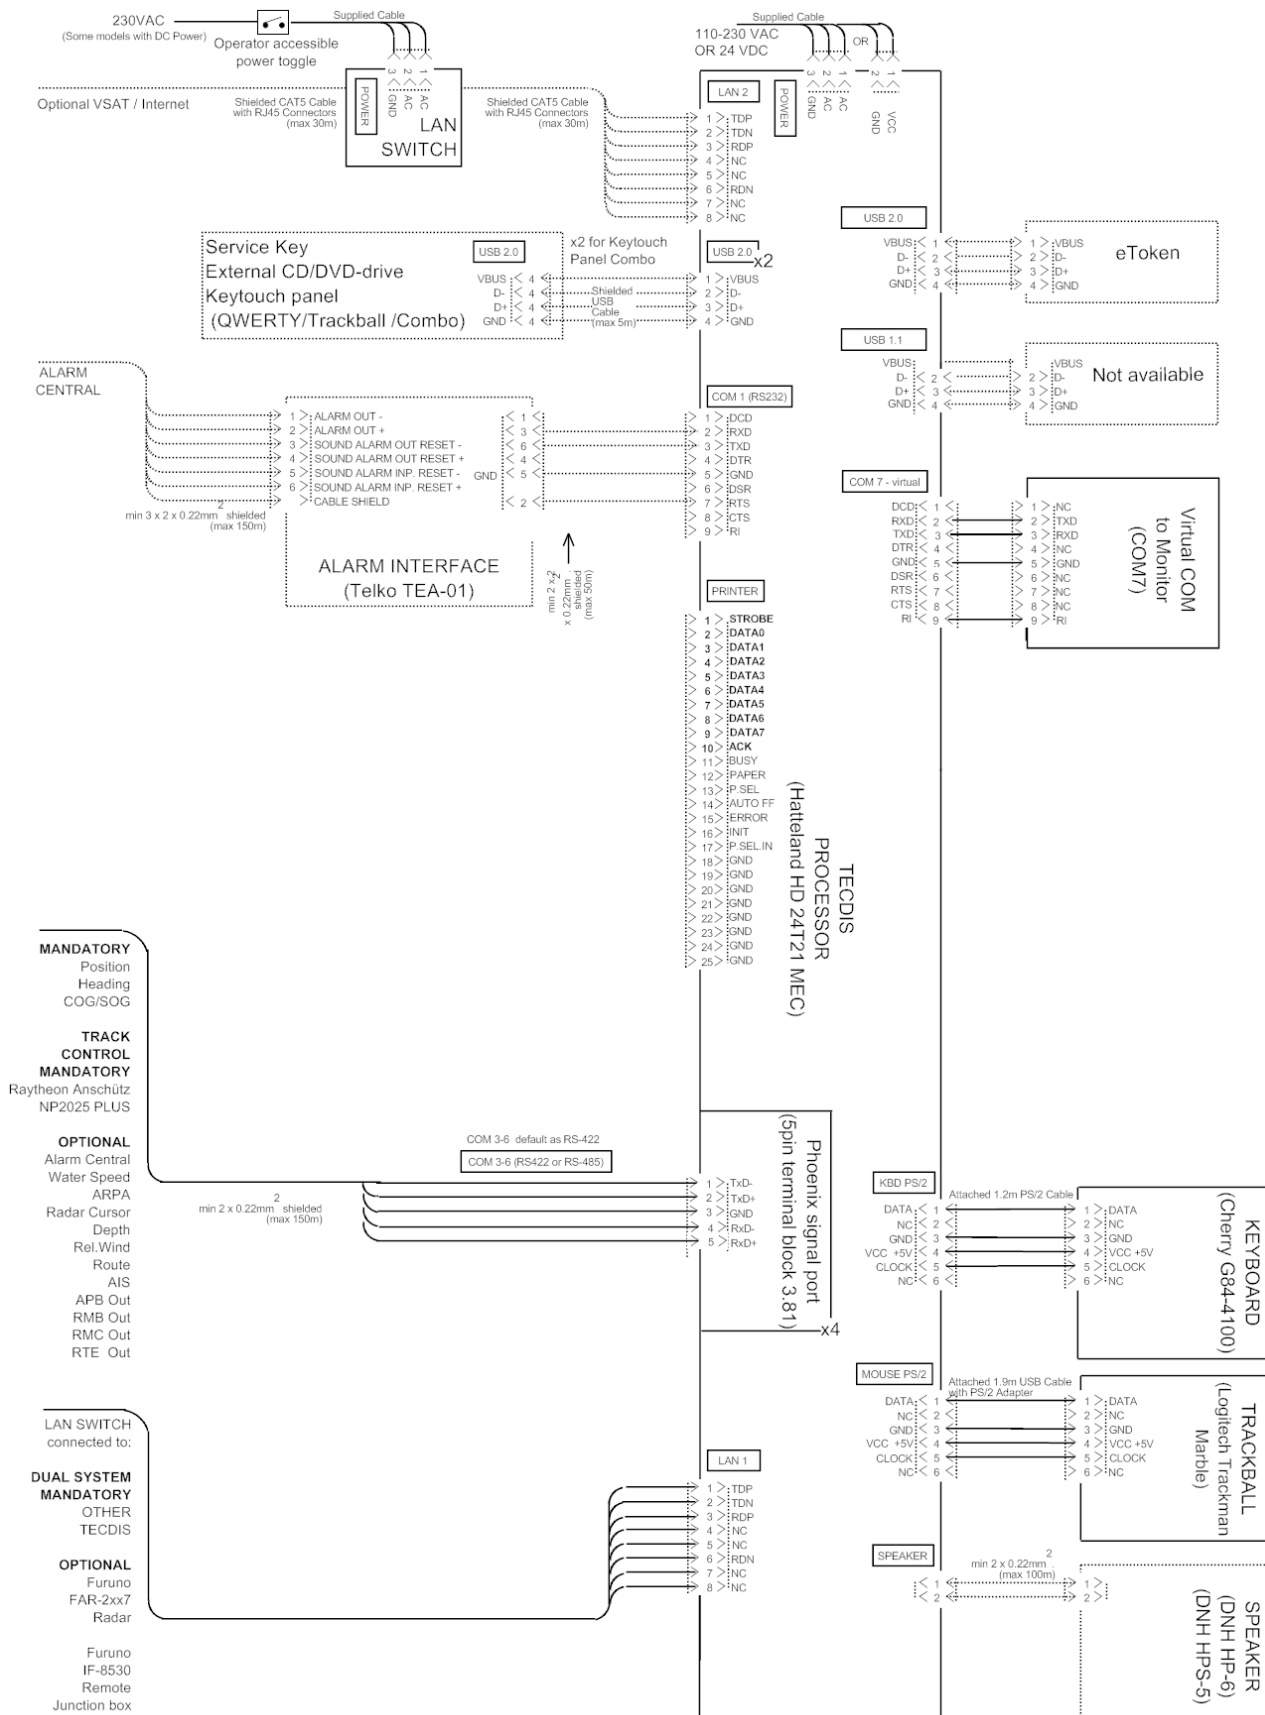 230VAC
(Some models with DC Power)
Operator accessible
power toggle
Supplied Cable
3 2 1
GND AC AC
POWER
LAN
SWITCH
Optional VSAT / Internet
Shielded CAT5 Cable
with RJ45 Connectors
(max 30m)
Shielded CAT5 Cable
with RJ45 Connectors
(max 30m)
Supplied Cable
110-230 VAC
OR 24 VDC
OR
3 2 1 2 1
GND AC AC GND VCC
POWER
LAN 2
1 TDP
2 TDN
3 RDP
4 NC
5 NC
6 RDN
7 NC
8 NC
Service Key
External CD/DVD-drive
Keytouch panel
(QWERTY/Trackball /Combo)
USB 2.0
VBUS 4
D- 4
D+ 4
GND 4
x2 for Keytouch
Panel Combo
Shielded
USB
Cable
(max 5m)
USB 2.0
x2
1 VBUS
2 D-
3 D+
4 GND
USB 2.0
VBUS 1
D- 2
D+ 3
GND 4
1 VBUS
2 D-
3 D+
4 GND
eToken
USB 1.1
VBUS
D- 2
D+ 3
GND 4
VBUS
2 D-
3 D+
4 GND
Not available
ALARM
CENTRAL
1 ALARM OUT -
2 ALARM OUT +
3 SOUND ALARM OUT RESET -
4 SOUND ALARM OUT RESET +
5 SOUND ALARM INP. RESET -
6 SOUND ALARM INP. RESET +
CABLE SHIELD
1
3
6
4
GND 5
2
min 3 x 2 x 0.22mm2 shielded
(max 150m)
ALARM INTERFACE
(Telko TEA-01)
min 2 x 2
x 0.22mm2
shielded
(max 50m)
COM 1 (RS232)
1 DCD
2 RXD
3 TXD
4 DTR
5 GND
6 DSR
7 RTS
8 CTS
9 RI
COM 7 - virtual
DCD 1
RXD 2
TXD 3
DTR 4
GND 5
DSR 6
RTS 7
CTS 8
RI 9
1 NC
2 TXD
3 RXD
4 NC
5 GND
6 NC
7 NC
8 NC
9 RI
Virtual COM
to Monitor
(COM7)
PRINTER
1 STROBE
2 DATA0
3 DATA1
4 DATA2
5 DATA3
6 DATA4
7 DATA5
8 DATA6
9 DATA7
10 ACK
11 BUSY
12 PAPER
13 P.SEL
14 AUTO FF
15 ERROR
16 INIT
17 P.SEL.IN
18 GND
19 GND
20 GND
21 GND
22 GND
23 GND
24 GND
25 GND
TECDIS
PROCESSOR
(Hatteland HD 24T21 MEC)
MANDATORY
Position
Heading
COG/SOG
TRACK
CONTROL
MANDATORY
Raytheon Anschütz
NP2025 PLUS
OPTIONAL
Alarm Central
Water Speed
ARPA
Radar Cursor
Depth
Rel.Wind
Route
AIS
APB Out
RMB Out
RMC Out
RTE Out
min 2 x 0.22mm2 shielded
(max 150m)
COM 3-6 default as RS-422
COM 3-6 (RS422 or RS-485)
1 TxD-
2 TxD+
3 GND
4 RxD-
5 RxD+
Phoenix signal port
(5pin terminal block 3.81)
x4
KBD PS/2
DATA 1
NC 2
GND 3
VCC +5V 4
CLOCK 5
NC 6
Attached 1.2m PS/2 Cable
1 DATA
2 NC
3 GND
4 VCC +5V
5 CLOCK
6 NC
KEYBOARD
(Cherry G84-4100)
MOUSE PS/2
DATA 1
NC 2
GND 3
VCC +5V 4
CLOCK 5
NC 6
Attached 1.9m USB Cable
with PS/2 Adapter
1 DATA
2 NC
3 GND
4 VCC +5V
5 CLOCK
6 NC
TRACKBALL
(Logitech Trackman
Marble)
LAN SWITCH
connected to:
DUAL SYSTEM
MANDATORY
OTHER
TECDIS
OPTIONAL
Furuno
FAR-2xx7
Radar
Furuno
IF-8530
Remote
Junction box
LAN 1
1 TDP
2 TDN
3 RDP
4 NC
5 NC
6 RDN
7 NC
8 NC
SPEAKER
1
2
min 2 x 0.22mm2.
(max 100m)
1
2
SPEAKER
(DNH HP-6)
(DNH HPS-5)